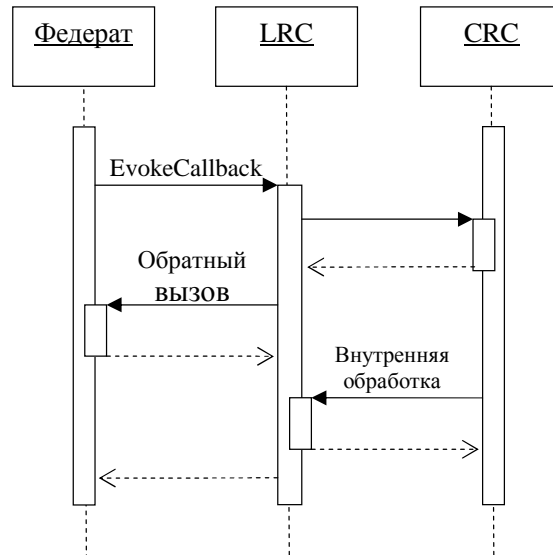 Федерат
LRC
CRC
EvokeCallback
Обратный
вызов
Внутренняя
обработка